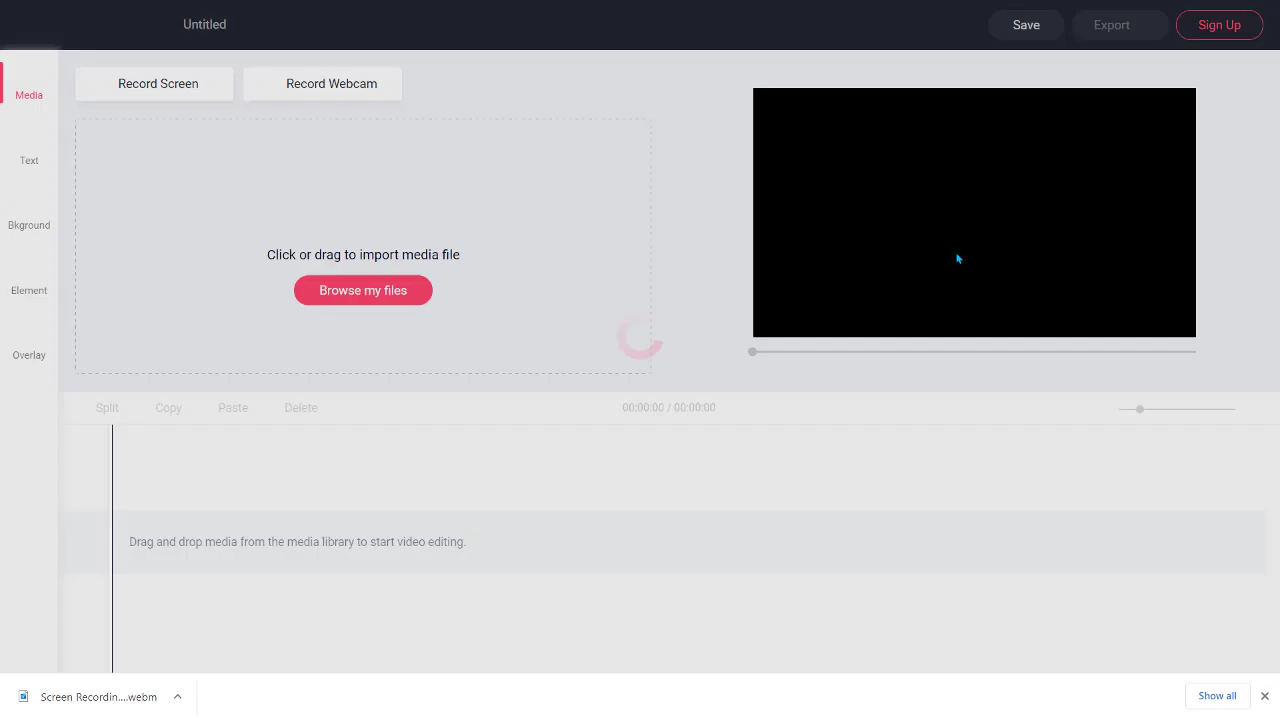 Untitled
Save
Export
Sign Up
Media
Text
Bkground
Element
Overlay
Record Screen
Record Webcam
Click or drag to import media file
Browse my files
Split
Copy
Paste
Delete
00:00:00 / 00:00:00
Drag and drop media from the media library to start video editing.
Screen Recordin....webm
Show all